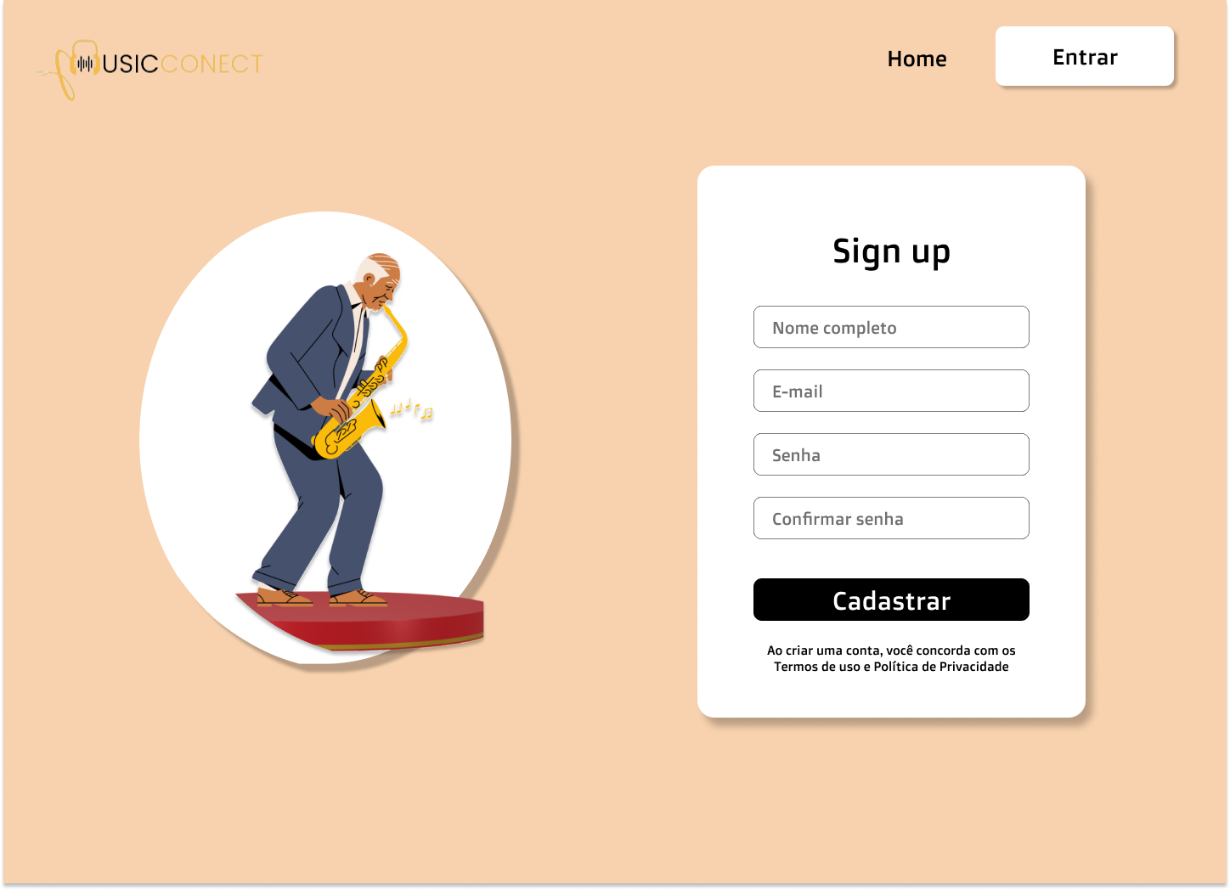 MUSICCONECT
Home
Entrar
Sign up
Nome completo
E-mail
Senha
Confirmar senha
Cadastrar
Ao criar uma conta, você concorda com os
Termos de uso e Política de Privacidade